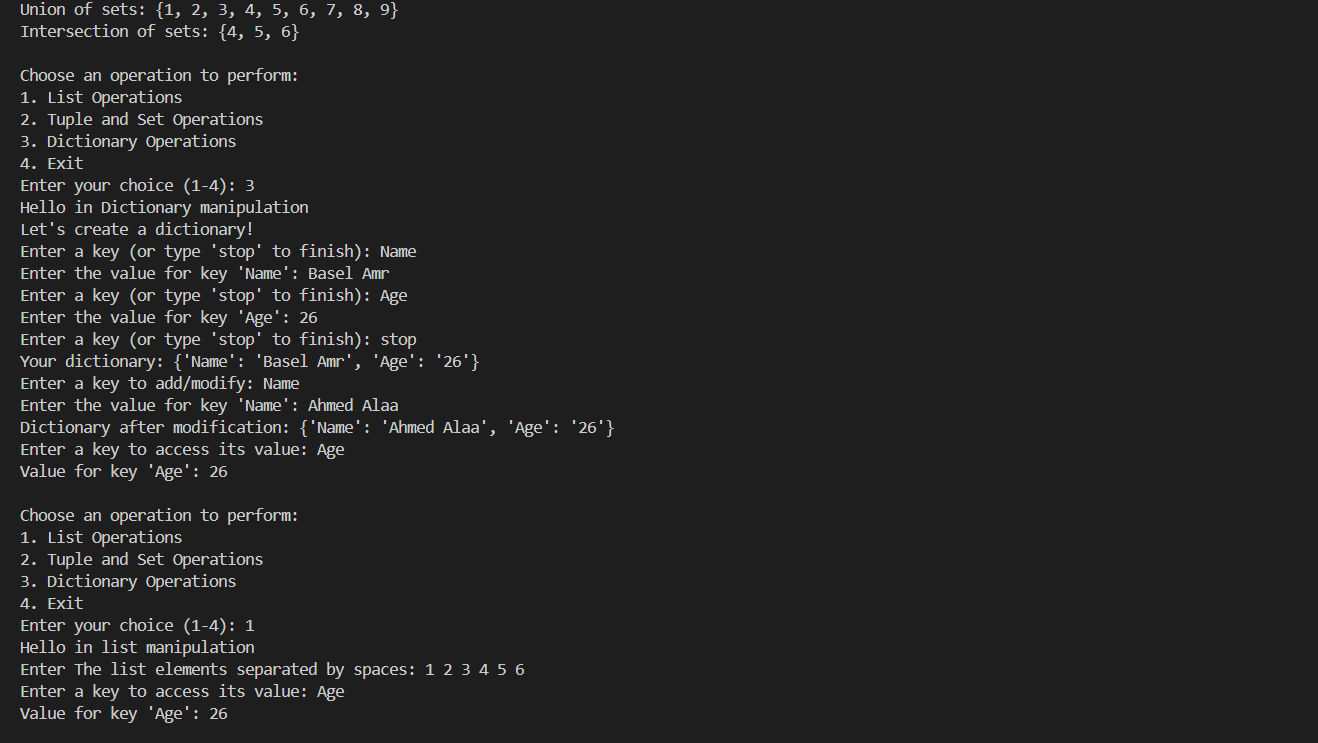 Union of sets: {1, 2, 3, 4, 5, 6, 7, 8, 9}
Intersection of sets: {4, 5, 6}
Choose an operation to perform:
1. List Operations
2. Tuple and Set Operations
3. Dictionary Operations
4. Exit
Enter your choice (1-4): 3
Hello in Dictionary manipulation
Let's create a dictionary!
Enter a key (or type 'stop' to finish): Name
Enter the value for key 'Name': Basel Amr
Enter a key (or type 'stop' to finish): Age
Enter the value for key 'Age': 26
Enter a key (or type 'stop' to finish): stop
Your dictionary: {'Name': 'Basel Amr', 'Age': '26'}
Enter a key to add/modify: Name
Enter the value for key 'Name': Ahmed Alaa
Dictionary after modification: {'Name': 'Ahmed Alaa', 'Age': '26'}
Enter a key to access its value: Age
Value for key 'Age': 26
Choose an operation to perform:
1. List Operations
2. Tuple and Set Operations
3. Dictionary Operations
4. Exit
Enter your choice (1-4): 1
Hello in list manipulation
Enter The list elements separated by spaces: 1 2 3 4 5 6
Enter a key to access its value: Age
Value for key 'Age': 26